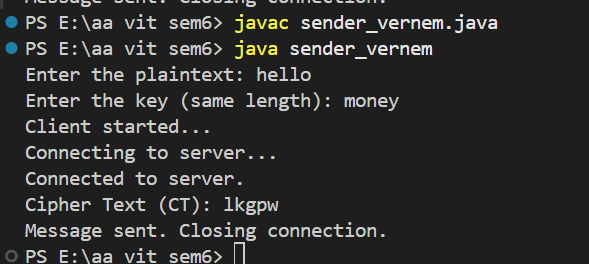 Message sent. Closing connection.
PS E:\aa vit sem6> javac sender_vernem.java
PS E:\aa vit sem6> java sender_vernem
Enter the plaintext: hello
Enter the key (same length): money
Client started...
Connecting to server...
Connected to server.
Cipher Text (CT): lkgpw
Message sent. Closing connection.
PS E:\aa vit sem6>